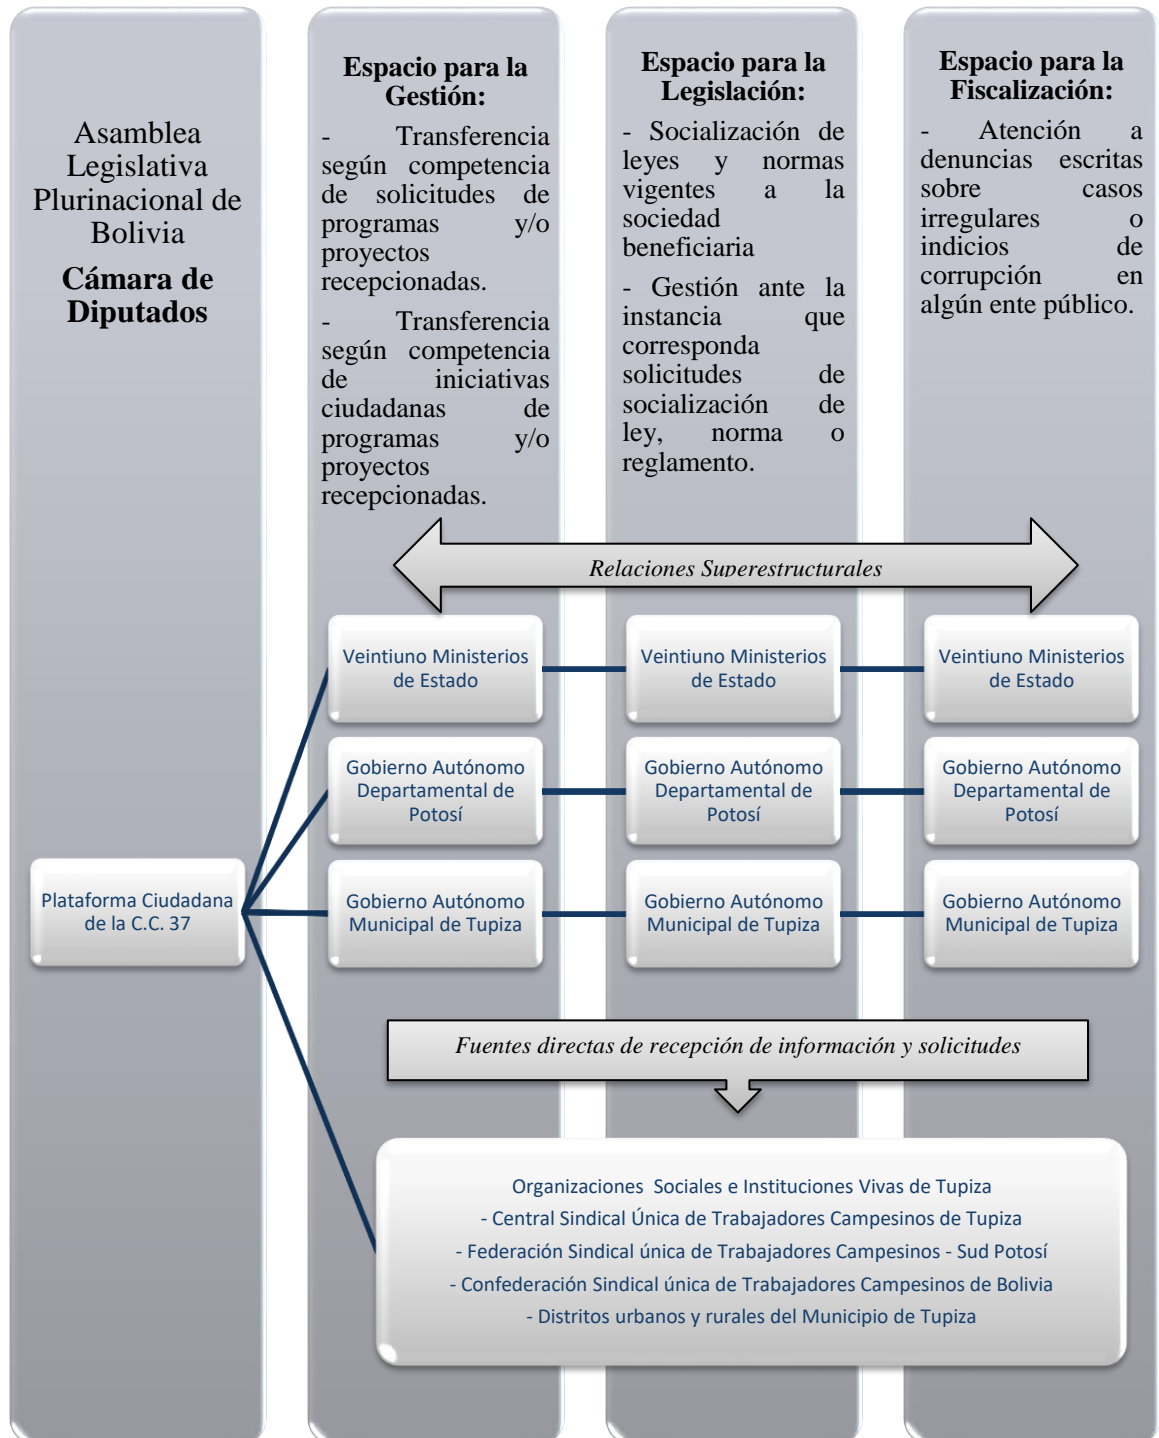 Asamblea
Legislativa
Plurinacional de
Bolivia
Cámara de
Diputados
Espacio para la
Gestión:
- Transferencia
según competencia
de solicitudes de
programas y/o
proyectos
recepcionadas.
- Transferencia
según competencia
de iniciativas
ciudadanas de
programas y/o
proyectos
recepcionadas.
Espacio para la
Legislación:
- Socialización de
leyes y normas
vigentes a la
sociedad
beneficiaria
- Gestión ante la
instancia que
corresponda
solicitudes de
socialización de
ley, norma o
reglamento.
Espacio para la
Fiscalización:
- Atención a
denuncias escritas
sobre casos
irregulares o
indicios de
corrupción en
algún ente público.
Relaciones Superestructurales
Veintiuno Ministerios
de Estado
Veintiuno Ministerios
de Estado
Veintiuno Ministerios
de Estado
Gobierno Autónomo
Departamental de
Potosí
Gobierno Autónomo
Departamental de
Potosí
Gobierno Autónomo
Departamental de
Potosí
Plataforma Ciudadana
de la C.C. 37
Gobierno Autónomo
Municipal de Tupiza
Gobierno Autónomo
Municipal de Tupiza
Gobierno Autónomo
Municipal de Tupiza
Fuentes directas de recepción de información y solicitudes
Organizaciones Sociales e Instituciones Vivas de Tupiza
- Central Sindical Única de Trabajadores Campesinos de Tupiza
- Federación Sindical única de Trabajadores Campesinos - Sud Potosí
- Confederación Sindical única de Trabajadores Campesinos de Bolivia
- Distritos urbanos y rurales del Municipio de Tupiza